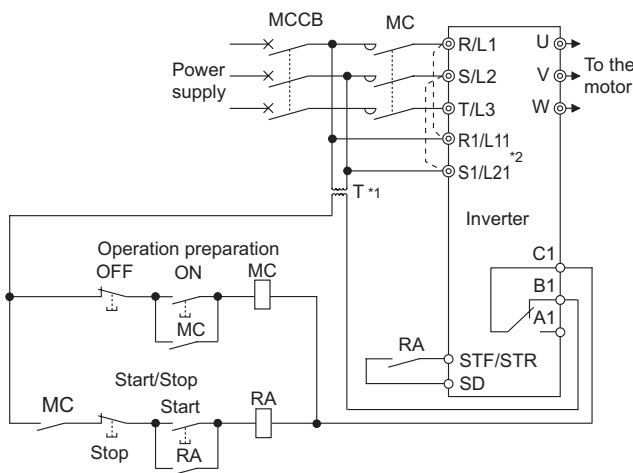 MCCB
MC
Power
supply
R/L1
S/L2
T/L3
R1/L11
*2
S1/L21
U
V
W
To the
motor
T *1
Inverter
Operation preparation
OFF
ON
MC
MC
C1
B1
A1
RA
STF/STR
SD
Start/Stop
MC
Stop
Start
RA
RA